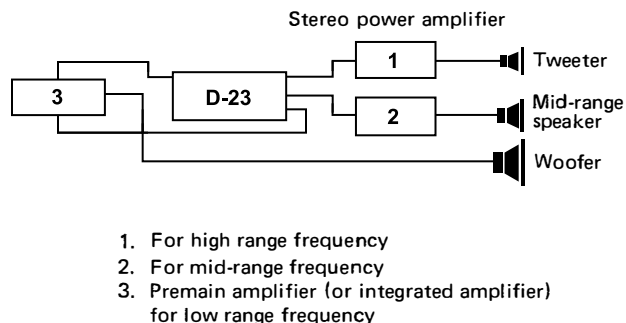 Stereo power amplifier
1
Tweeter
3
D-23
2
Mid-range
speaker
Woofer
1. For high range frequency
2. For mid-range frequency
3. Premain amplifier (or integrated amplifier)
for low range frequency